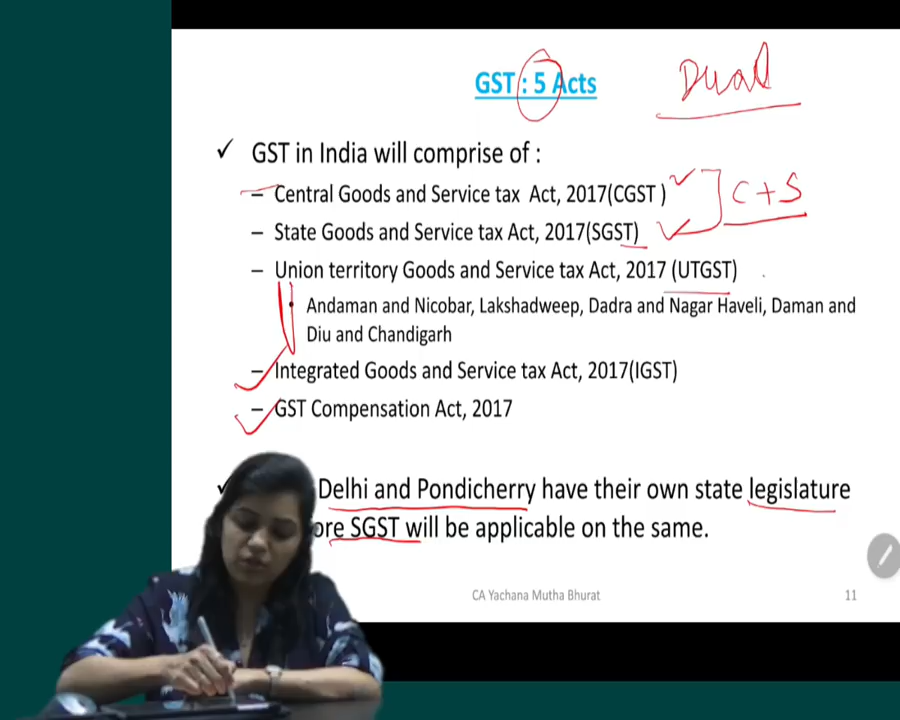 GST : 5 Acts
Dual
✓ GST in India will comprise of :
– Central Goods and Service tax Act, 2017(CGST )
C + S
– State Goods and Service tax Act, 2017(SGST)
– Union territory Goods and Service tax Act, 2017 (UTGST)
• Andaman and Nicobar, Lakshadweep, Dadra and Nagar Haveli, Daman and
Diu and Chandigarh
– Integrated Goods and Service tax Act, 2017(IGST)
– GST Compensation Act, 2017
Delhi and Pondicherry have their own state legislature
SGST will be applicable on the same.
CA Yachana Mutha Bhurat
11